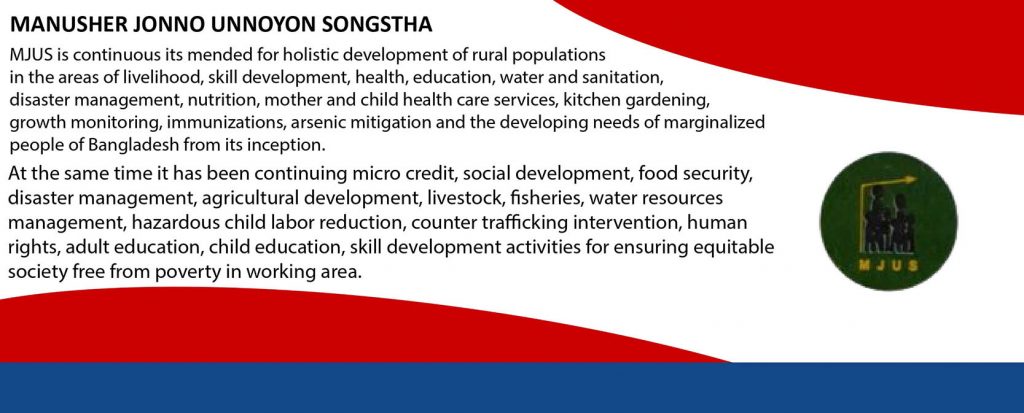 MANUSHER JONNO UNNOYON SONGSTHA
MJUS is continuous its mended for holistic development of rural populations
in the areas of livelihood, skill development, health, education, water and sanitation,
disaster management, nutrition, mother and child health care services, kitchen gardening,
growth monitoring, immunizations, arsenic mitigation and the developing needs of marginalized
people of Bangladesh from its inception.
At the same time it has been continuing micro credit, social development, food security,
disaster management, agricultural development, livestock, fisheries, water resources
management, hazardous child labor reduction, counter trafficking intervention, human
rights, adult education, child education, skill development activities for ensuring equitable
society free from poverty in working area.
MJUS